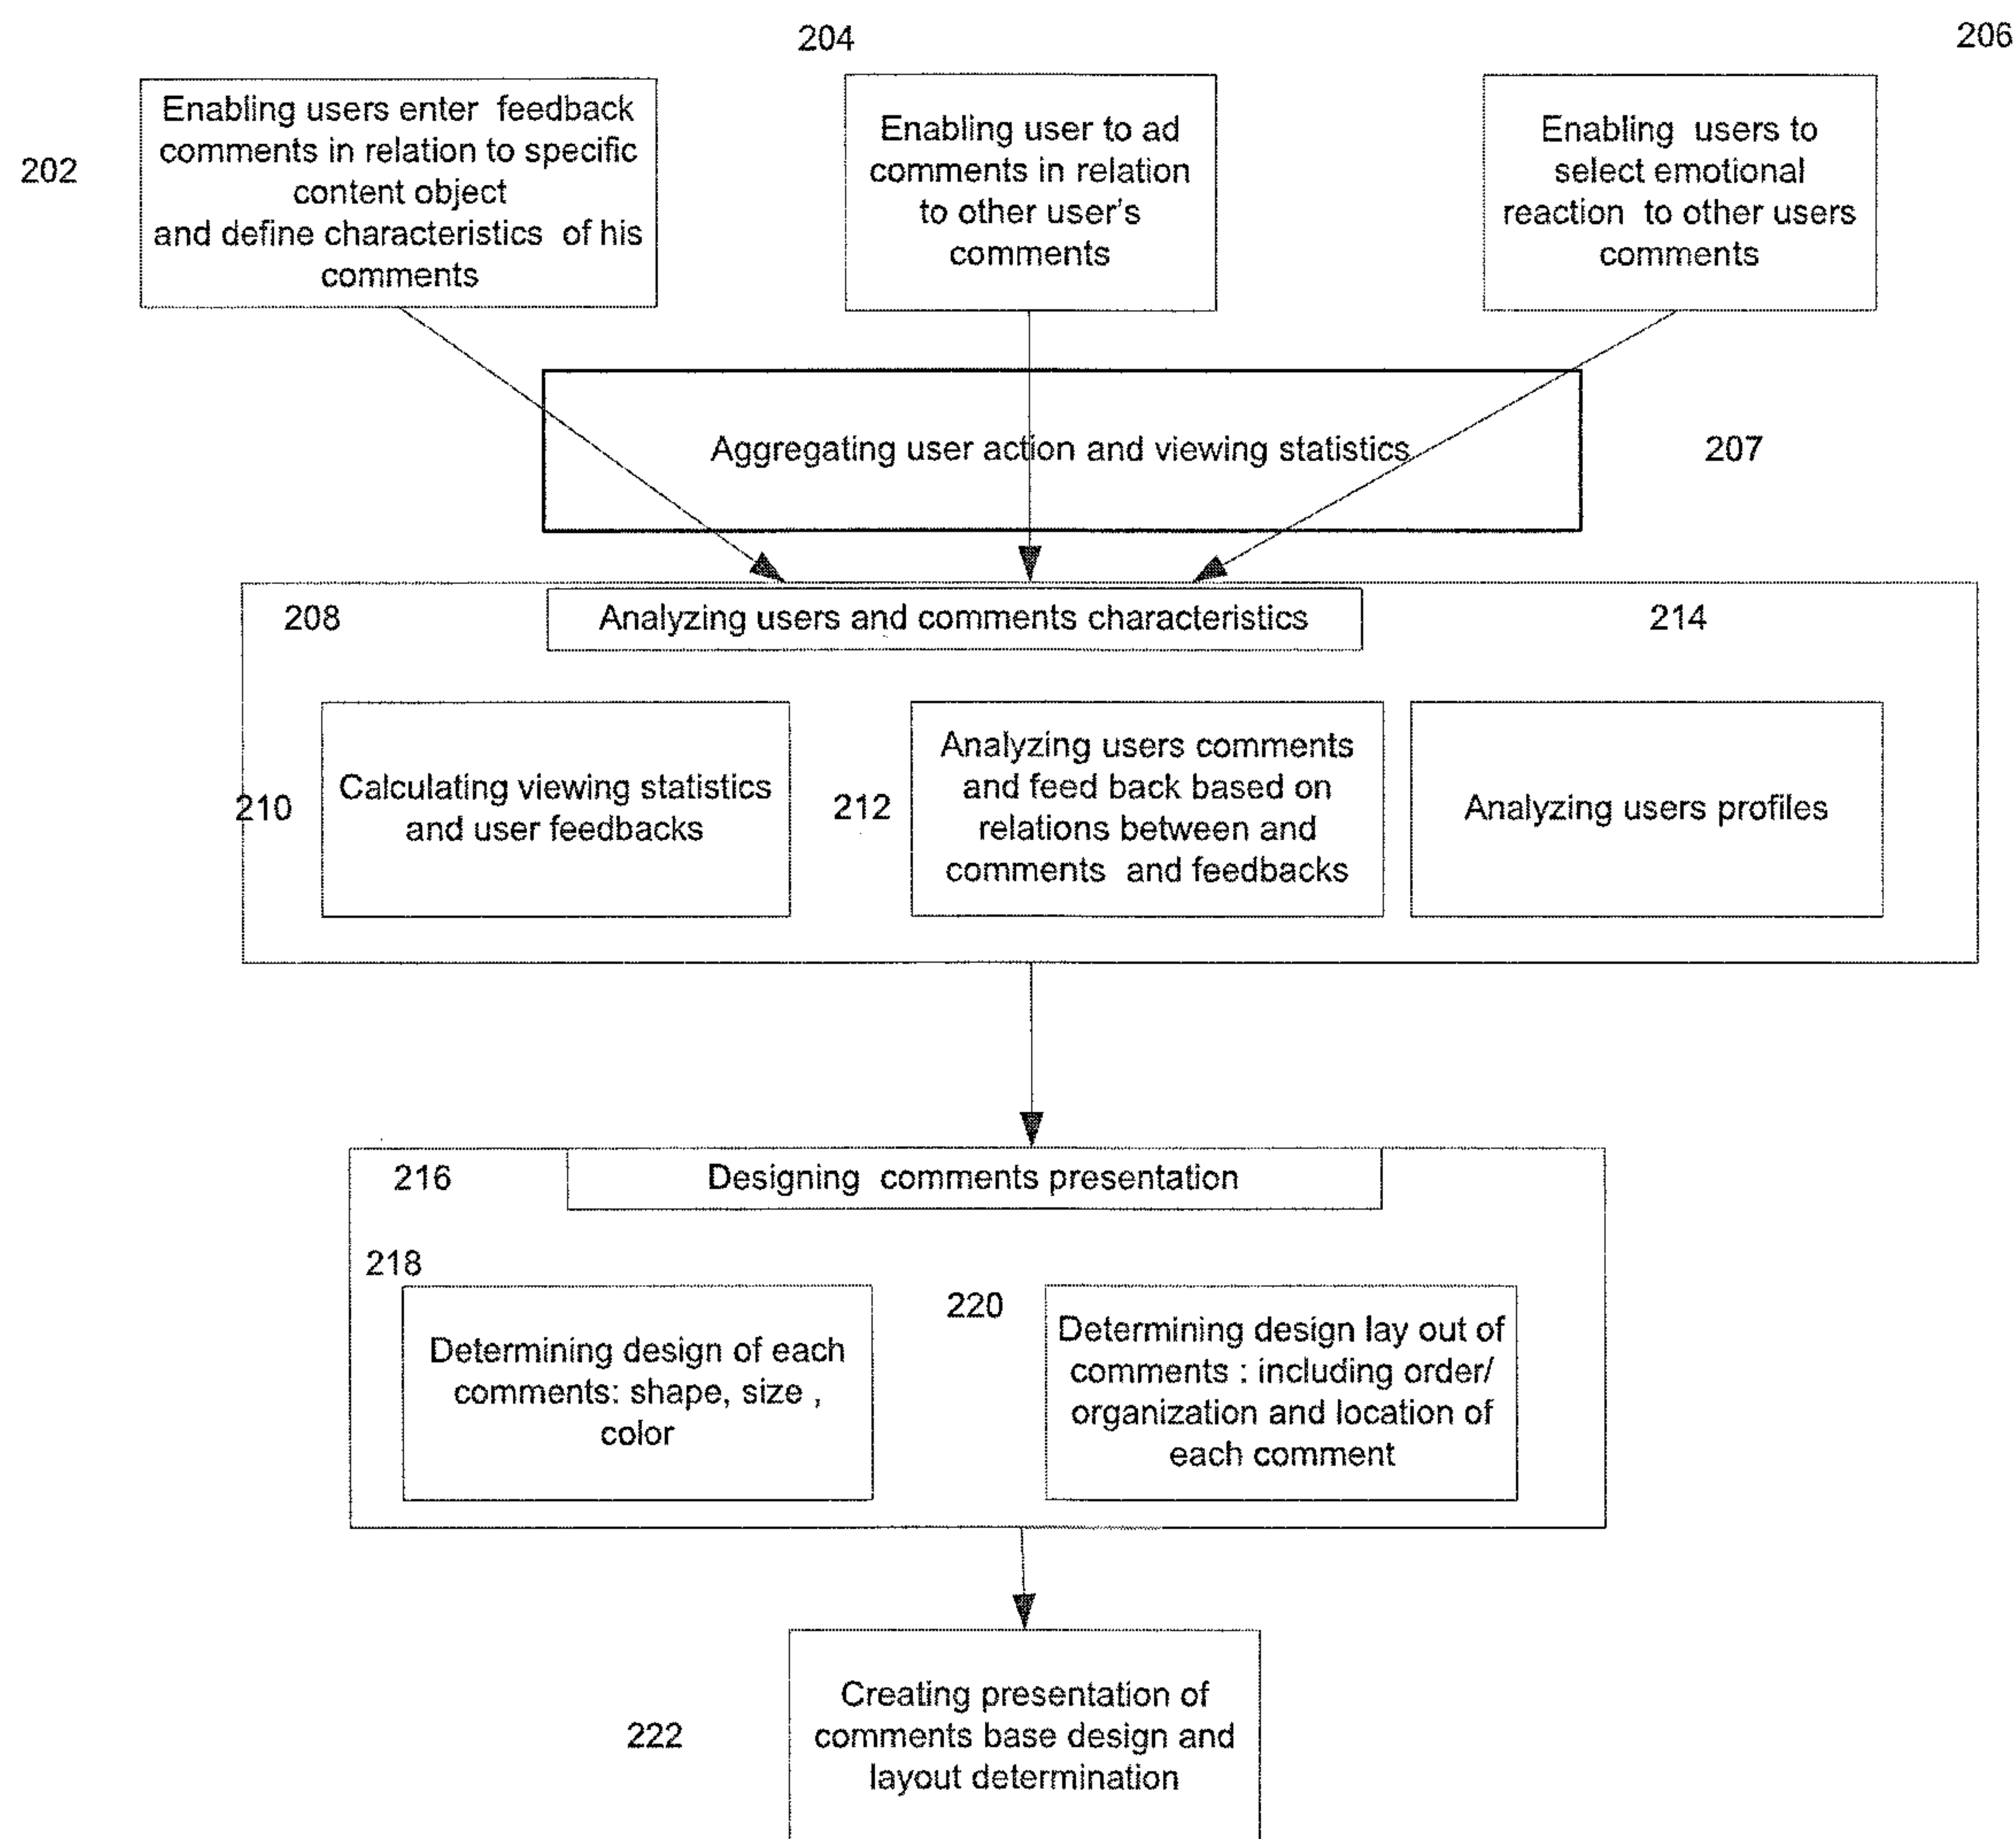 204
206
202
Enabling users enter feedback
comments in relation to specific
content object
and define characteristics of his
comments
Enabling user to ad
comments in relation
to other user's
comments
Enabling users to
select emotional
reaction to other users
comments
Aggregating user action and viewing statistics
207
208
Analyzing users and comments characteristics
214
210
Calculating viewing statistics
and user feedbacks
212
Analyzing users comments
and feed back based on
relations between and
comments and feedbacks
Analyzing users profiles
216
Designing comments presentation
218
Determining design of each
comments: shape, size ,
color
220
Determining design lay out of
comments : including order/
organization and location of
each comment
222
Creating presentation of
comments base design and
layout determination